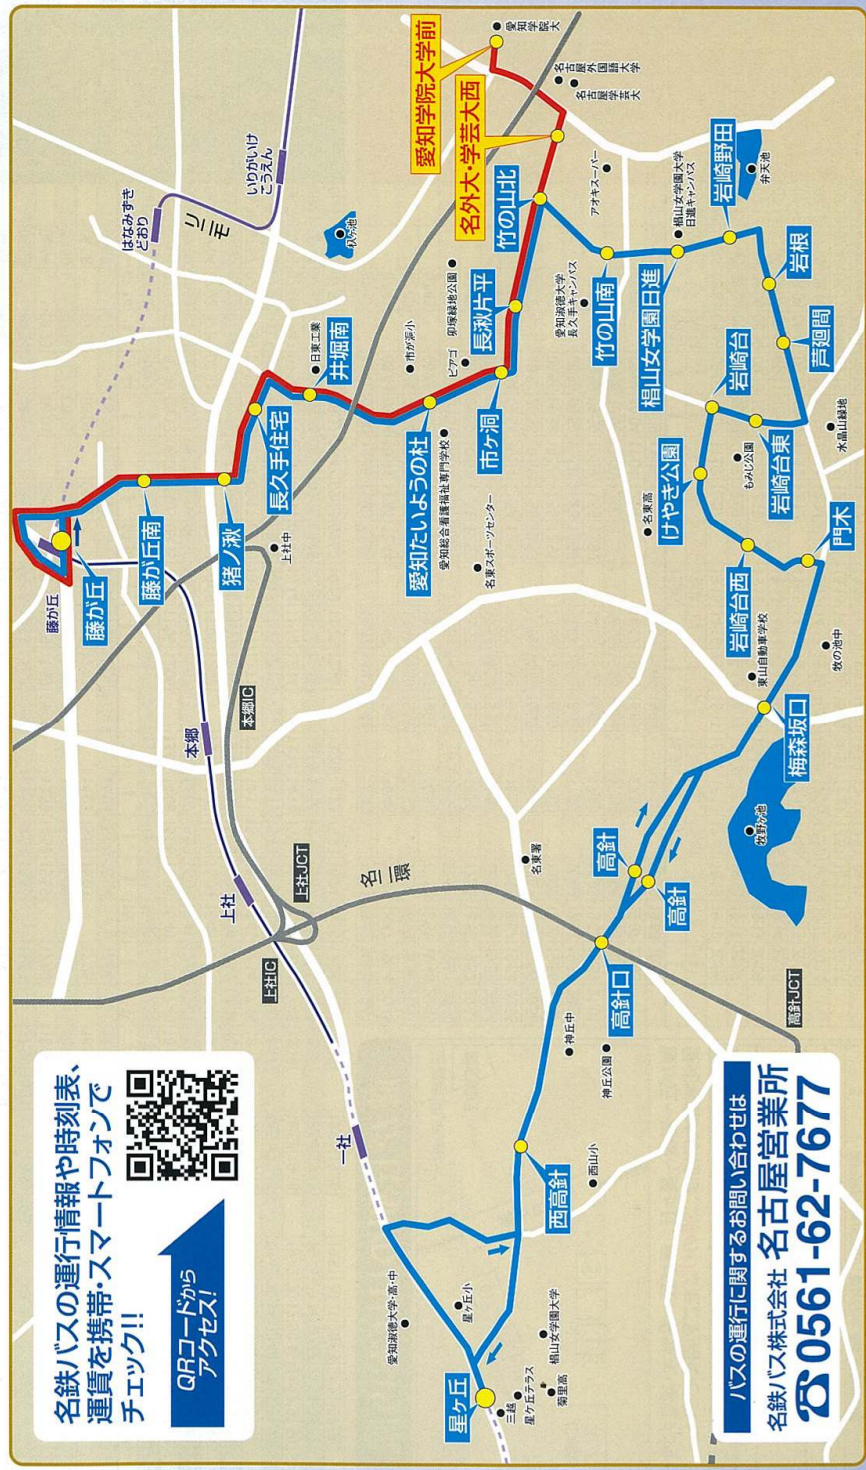 名鉄バスの運行情報や時刻表、
運賃を携帯・スマートフォンで
チェック!!
QRコードから
アクセス!
バスの運行に関するお問い合わせは
名鉄バス株式会社 名古屋営業所
☎0561-62-7677
星ヶ丘
三越
星ケ丘テラス
菊里高
椙山女学園大学
星ヶ丘小
愛知淑徳大学・高・中
一社
西高針
西山小
神丘中
神丘公園
高針口
高針JCT
上社IC
上社JCT
上社
名二環
名東署
高針
高針
本郷
本郷IC
牧野ヶ池
梅森坂口
東山自動車学校
牧の池中
門木
岩崎台西
けやき公園
名東高
もみじ公園
岩崎台
岩崎台東
水晶山緑地
芦廻間
岩根
岩崎野田
弁天池
椙山女学園日進
椙山女学園大学
日進キャンパス
竹の山南
愛知淑徳大学
長久手キャンパス
アオキスーパー
竹の山北
名外大・学芸大西
愛知学院大学前
愛知学院大
名古屋外国語大学
名古屋学芸大
長湫片平
市ヶ洞
ピアゴ
卯塚緑地公園
市が洞小
愛知たいようの杜
愛知総合看護福祉専門学校
名東スポーツセンター
井堀南
日東工業
長久手住宅
猪ノ湫
上社中
藤が丘南
藤が丘
藤が丘
はなみずき
どおり
リニモ
いりがいけ
こうえん
杁ヶ池